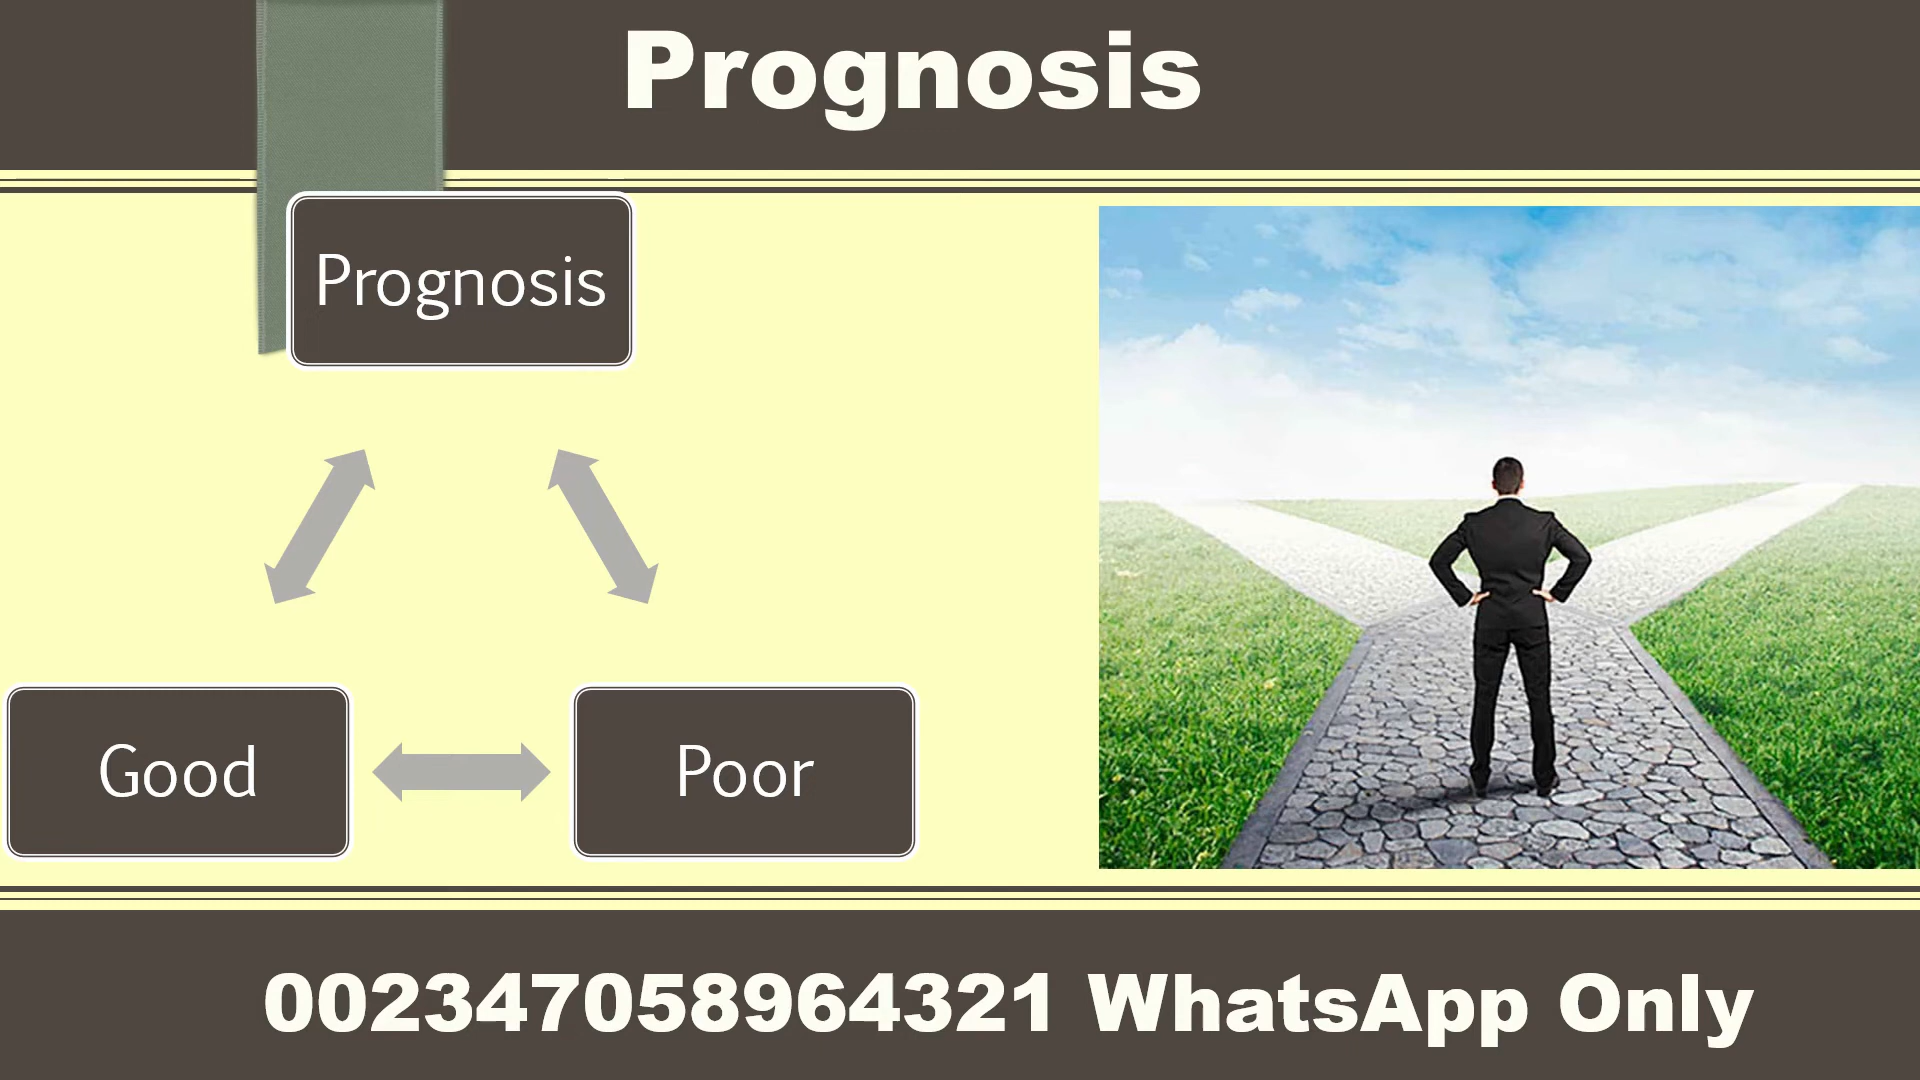 Prognosis
Prognosis
Good
Poor
002347058964321 WhatsApp Only